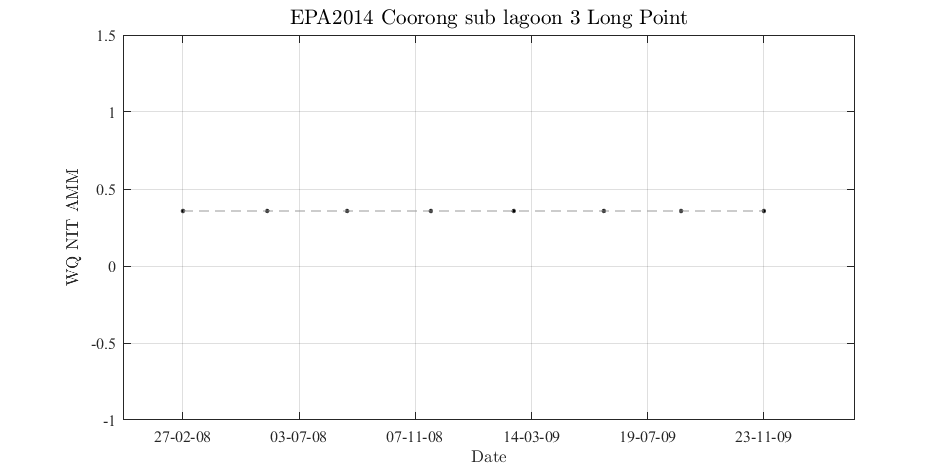 EPA2014 Coorong sub lagoon 3 Long Point
1.5
1
0.5
0
-0.5
-1
WQ NIT AMM
27-02-08 03-07-08 07-11-08 14-03-09 19-07-09 23-11-09
Date